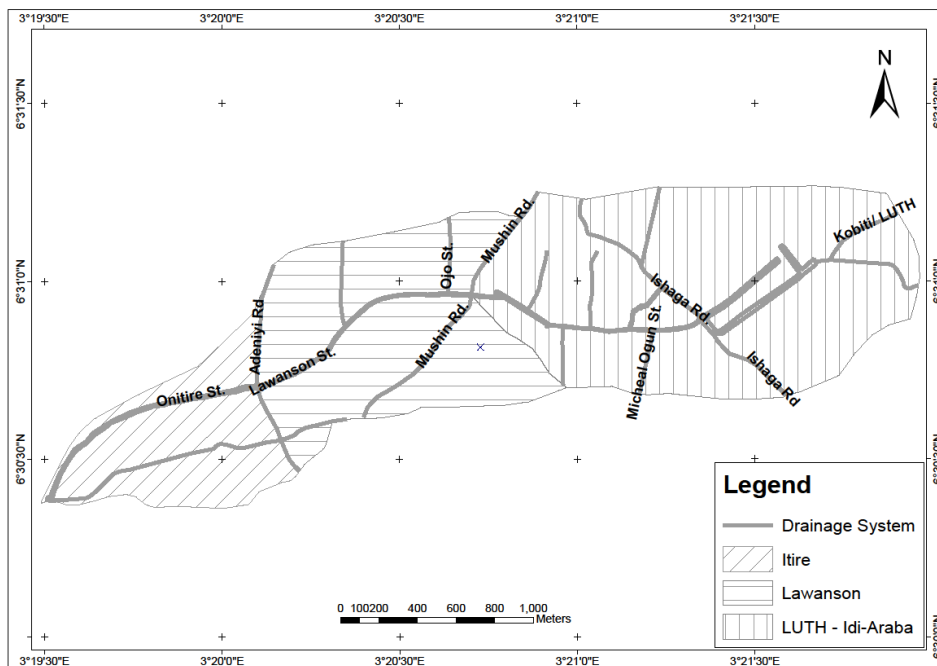 3°19'30"E 3°20'0"E 3°20'30"E 3°21'0"E 3°21'30"E
N
6°31'30"N
Kobiti/ LUTH
Mushin Rd.
Ojo St.
6°31'0"N
Ishaga Rd.
Adeniyi Rd
Mushin Rd.
Lawanson St.
Micheal Ogun St.
Ishaga Rd
Onitire St.
6°30'30"N
Legend
Drainage System
Itire
Lawanson
LUTH - Idi-Araba
0 100200 400 600 800 1,000
Meters
3°19'30"E 3°20'0"E 3°20'30"E 3°21'0"E 3°21'30"E